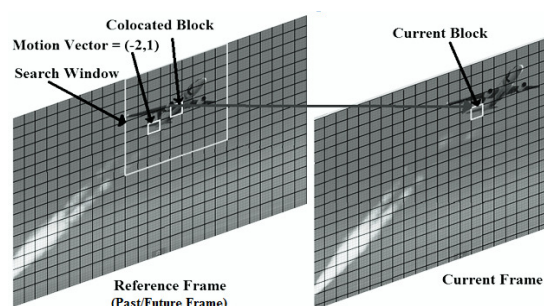 Colocated Block
Motion Vector = (-2,1)
Search Window
Current Block
Reference Frame
(Past/Future Frame)
Current Frame